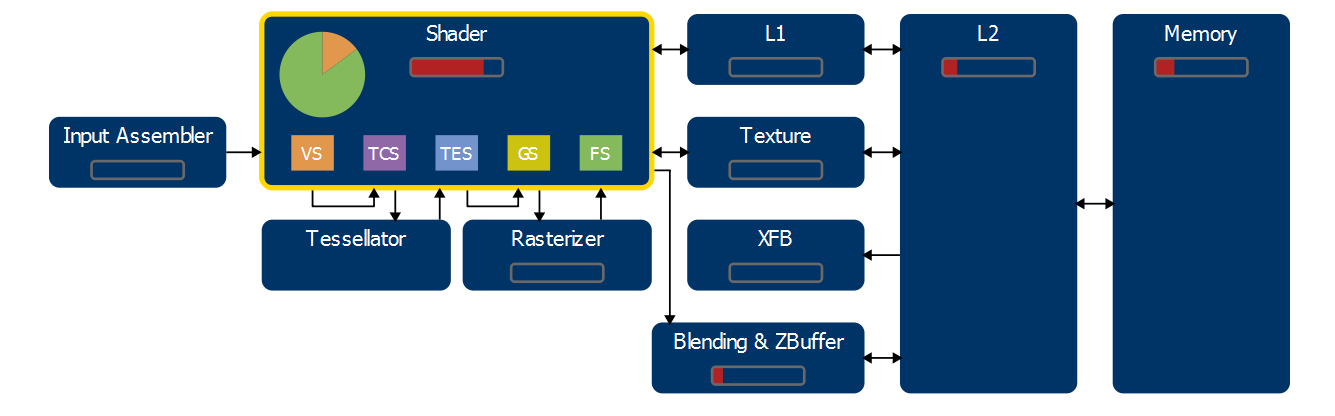 Shader
L1
L2
Memory
Input Assembler
VS
TCS
TES
GS
FS
Texture
Tessellator
Rasterizer
XFB
Blending & ZBuffer